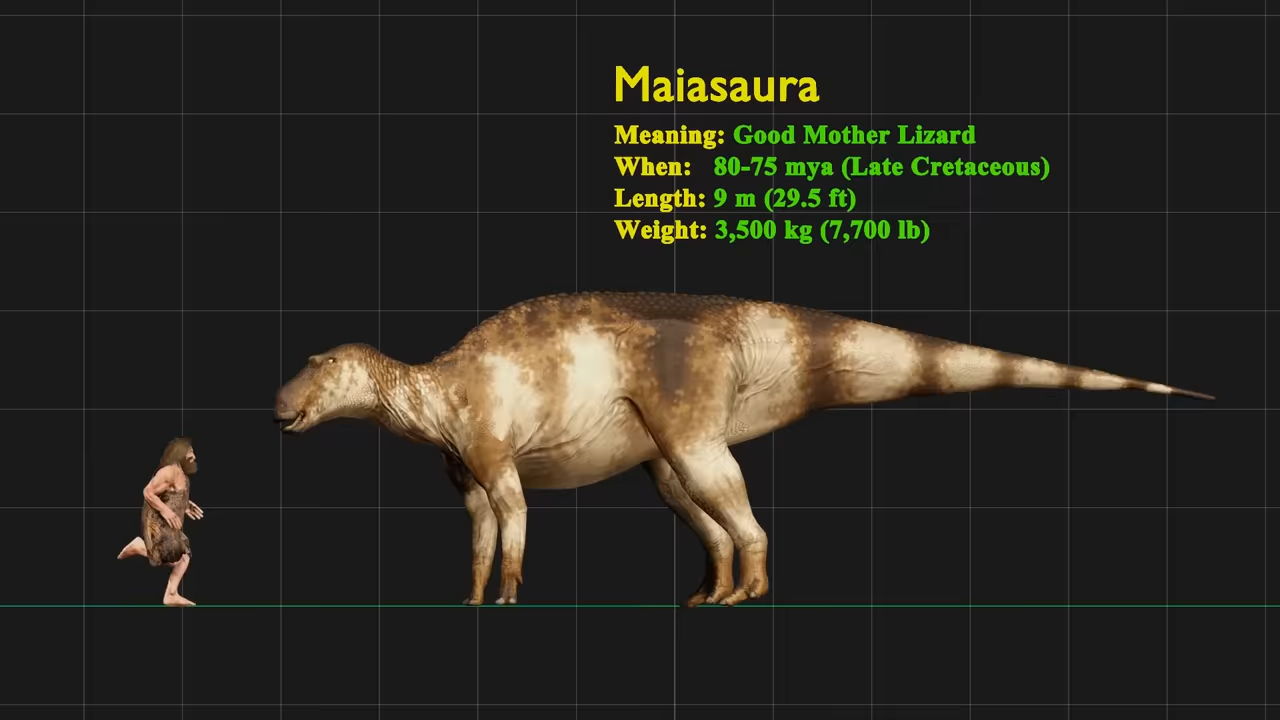 Maiasaura
Meaning: Good Mother Lizard
When: 80-75 mya (Late Cretaceous)
Length: 9 m (29.5 ft)
Weight: 3,500 kg (7,700 lb)